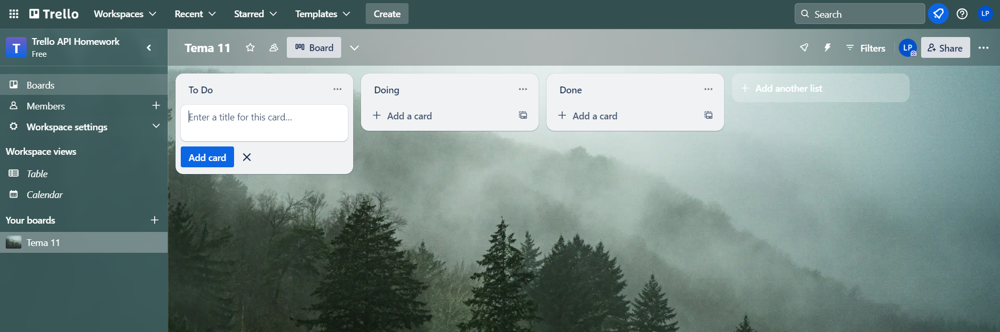 Trello Workspaces Recent Starred Templates Create Search LP
T Trello API Homework
Free
Tema 11 Board Filters LP Share
Boards
Members
Workspace settings
Workspace views
Table
Calendar
Your boards
Tema 11
To Do
Enter a title for this card...
Add card
Doing
Add a card
Done
Add a card
Add another list